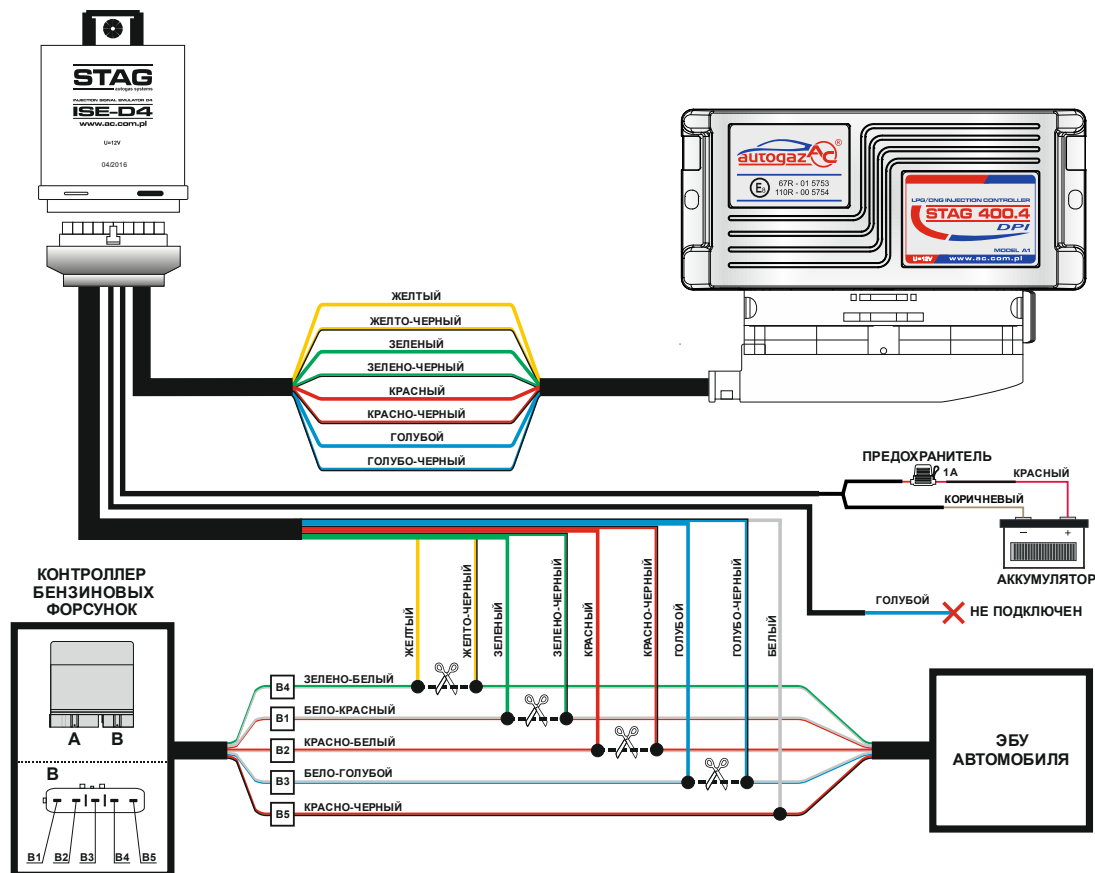 STAG
autogas systems
INJECTION SIGNAL EMULATOR D4
ISE-D4
www.ac.com.pl
U=12V
04/2016
autogaz AC ®
E8
67R - 01 5753
110R - 00 5754
LPG/CNG INJECTION CONTROLLER
STAG 400.4
DPI
MODEL A1
U=12V
www.ac.com.pl
ЖЕЛТЫЙ
ЖЕЛТО-ЧЕРНЫЙ
ЗЕЛЕНЫЙ
ЗЕЛЕНО-ЧЕРНЫЙ
КРАСНЫЙ
КРАСНО-ЧЕРНЫЙ
ГОЛУБОЙ
ГОЛУБО-ЧЕРНЫЙ
ПРЕДОХРАНИТЕЛЬ
1А
КРАСНЫЙ
КОРИЧНЕВЫЙ
− +
АККУМУЛЯТОР
ГОЛУБОЙ
НЕ ПОДКЛЮЧЕН
КОНТРОЛЛЕР
БЕНЗИНОВЫХ
ФОРСУНОК
A B
B
B1 B2 B3 B4 B5
ЖЕЛТЫЙ
ЖЕЛТО-ЧЕРНЫЙ
ЗЕЛЕНЫЙ
ЗЕЛЕНО-ЧЕРНЫЙ
КРАСНЫЙ
КРАСНО-ЧЕРНЫЙ
ГОЛУБОЙ
ГОЛУБО-ЧЕРНЫЙ
БЕЛЫЙ
B4 ЗЕЛЕНО-БЕЛЫЙ
B1 БЕЛО-КРАСНЫЙ
B2 КРАСНО-БЕЛЫЙ
B3 БЕЛО-ГОЛУБОЙ
B5 КРАСНО-ЧЕРНЫЙ
ЭБУ
АВТОМОБИЛЯ